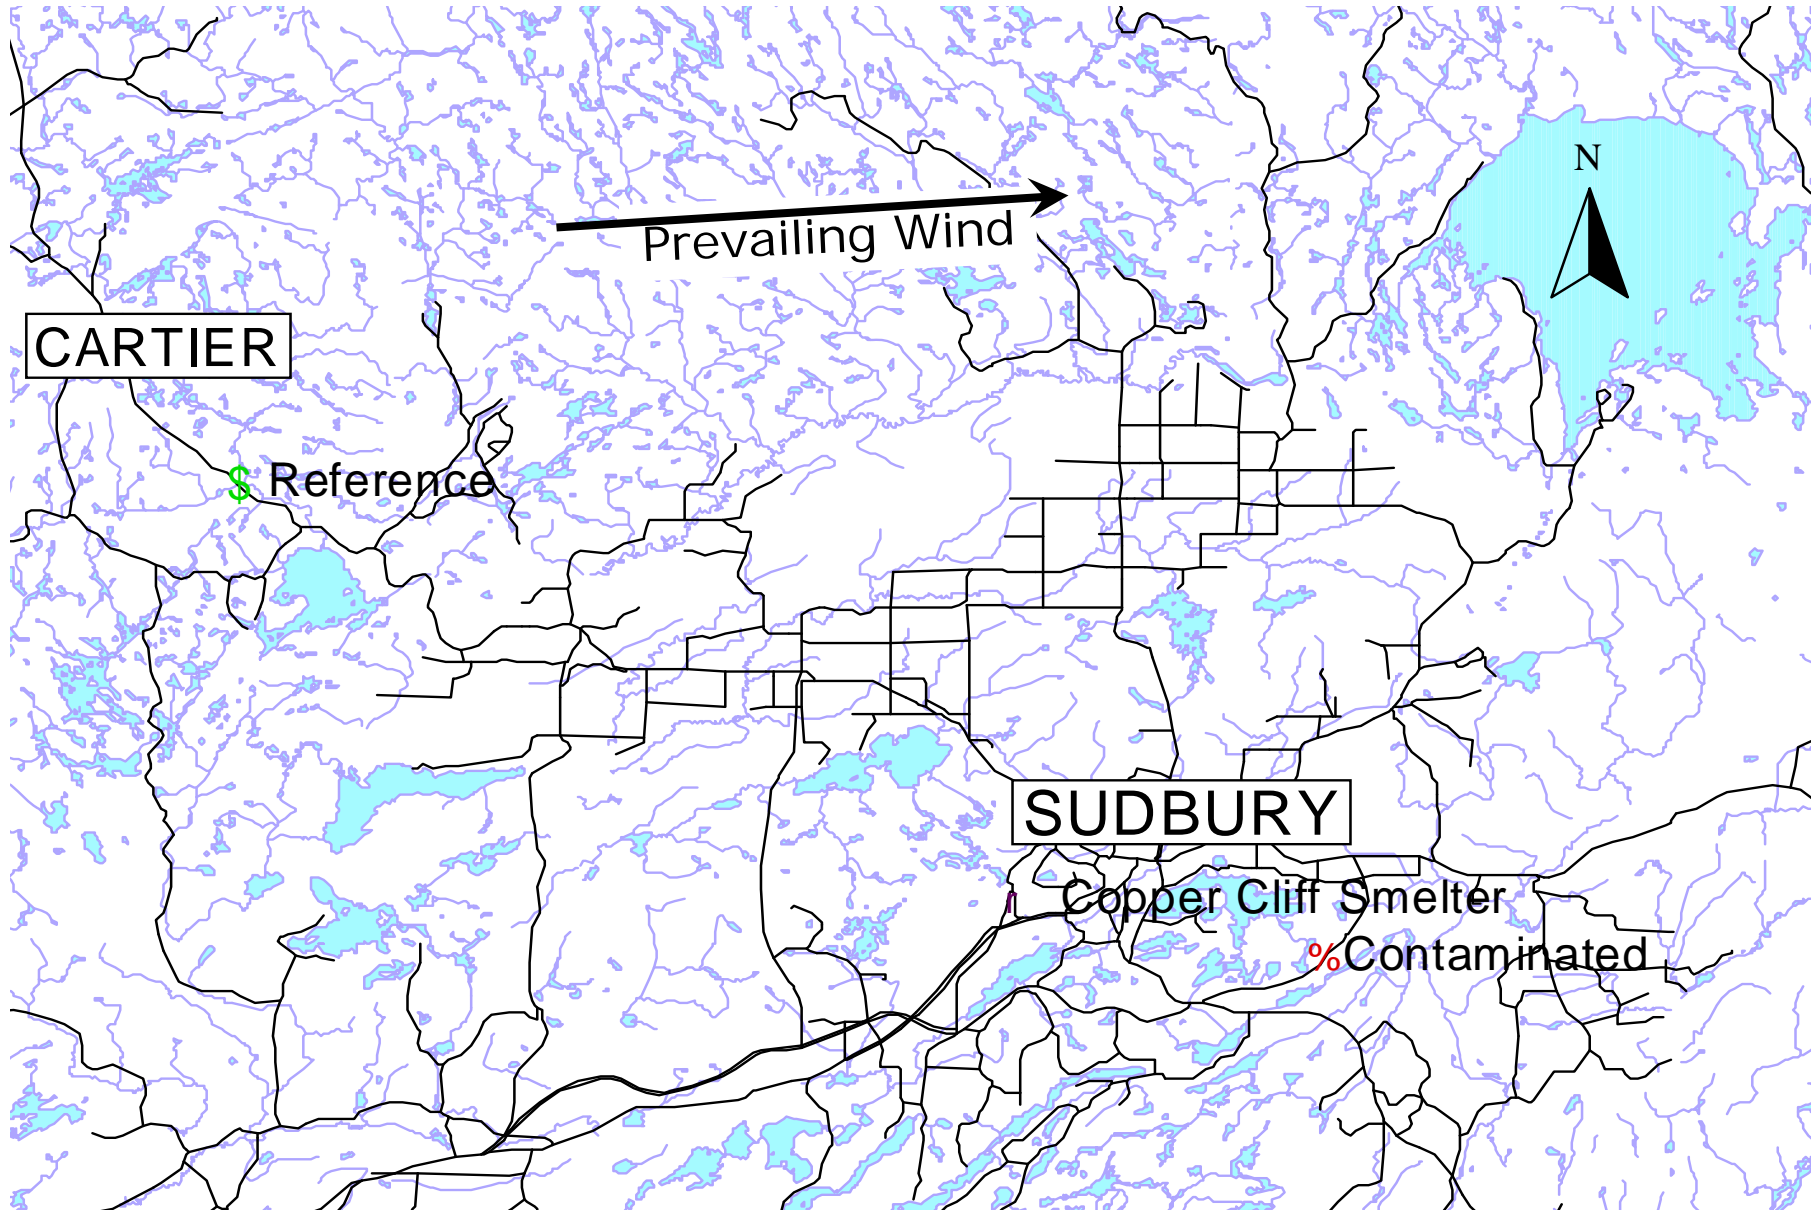 N
Prevailing Wind
CARTIER
$ Reference
SUDBURY
Copper Cliff Smelter
%Contaminated